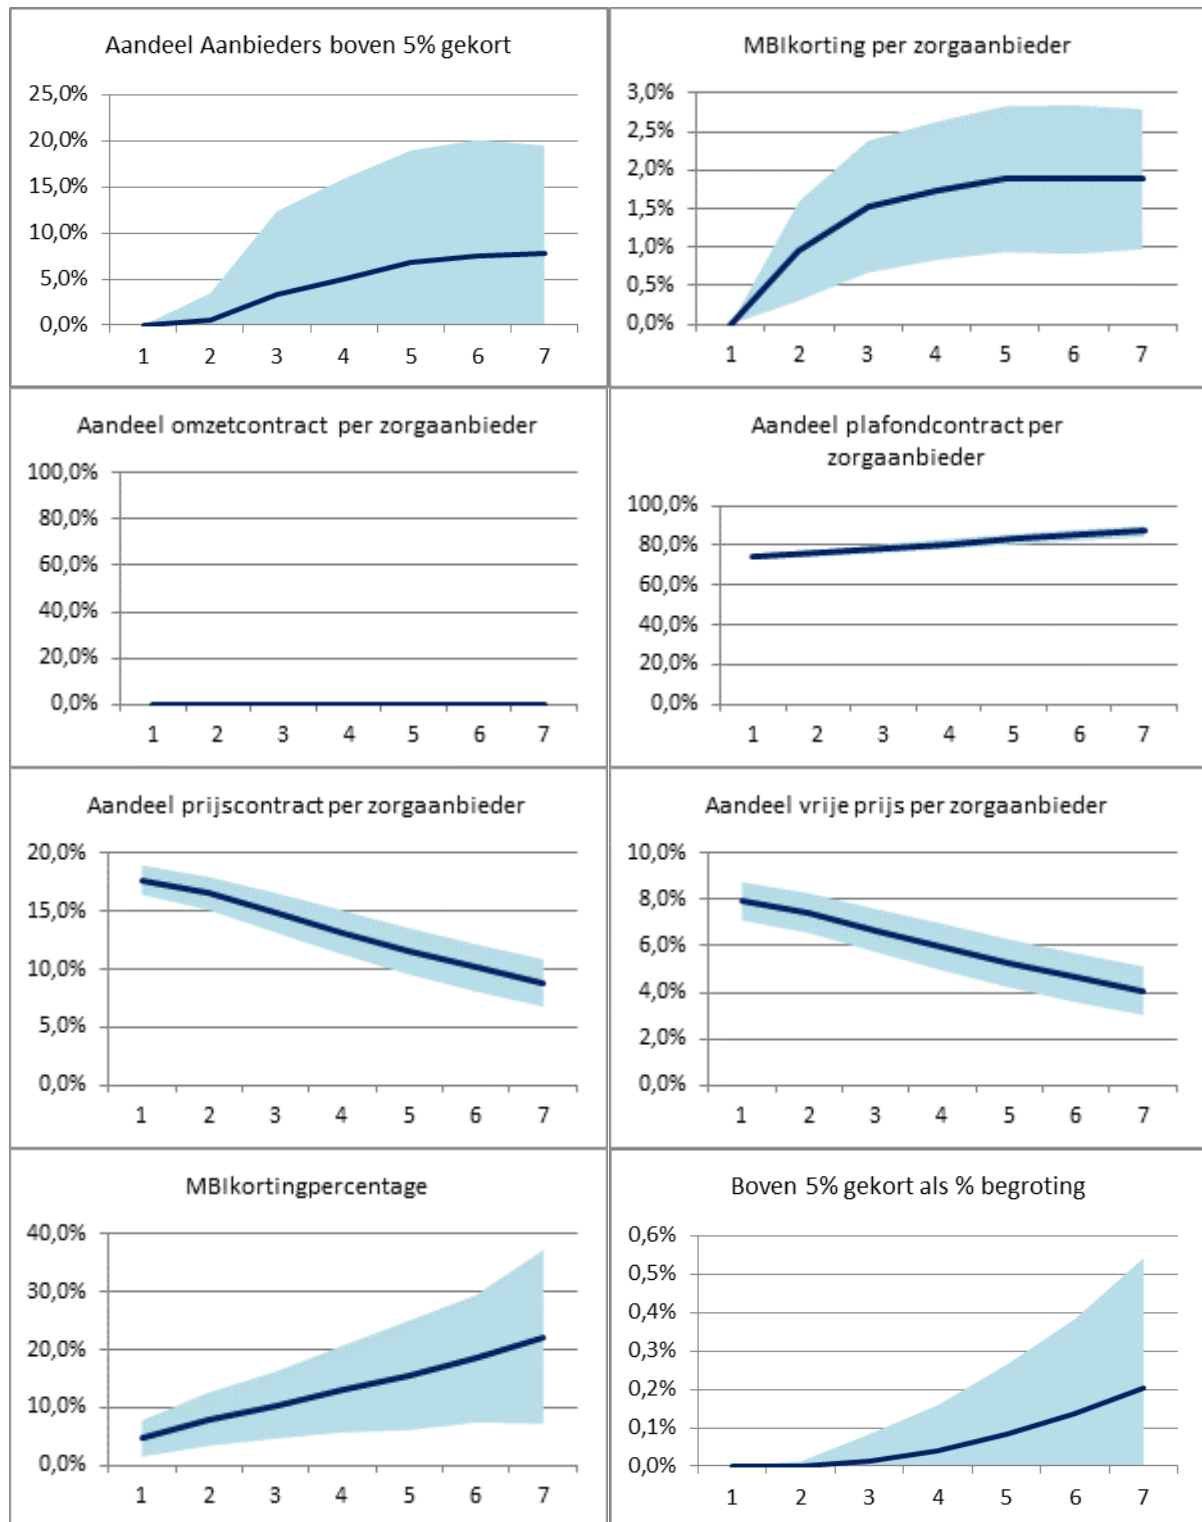 Aandeel Aanbieders boven 5% gekort
25,0%
20,0%
15,0%
10,0%
5,0%
0,0%
1 2 3 4 5 6 7
MBIkorting per zorgaanbieder
3,0%
2,5%
2,0%
1,5%
1,0%
0,5%
0,0%
1 2 3 4 5 6 7
Aandeel omzetcontract per zorgaanbieder
100,0%
80,0%
60,0%
40,0%
20,0%
0,0%
1 2 3 4 5 6 7
Aandeel plafondcontract per
zorgaanbieder
100,0%
80,0%
60,0%
40,0%
20,0%
0,0%
1 2 3 4 5 6 7
Aandeel prijscontract per zorgaanbieder
20,0%
15,0%
10,0%
5,0%
0,0%
1 2 3 4 5 6 7
Aandeel vrije prijs per zorgaanbieder
10,0%
8,0%
6,0%
4,0%
2,0%
0,0%
1 2 3 4 5 6 7
MBIkortingpercentage
40,0%
30,0%
20,0%
10,0%
0,0%
1 2 3 4 5 6 7
Boven 5% gekort als % begroting
0,6%
0,5%
0,4%
0,3%
0,2%
0,1%
0,0%
1 2 3 4 5 6 7